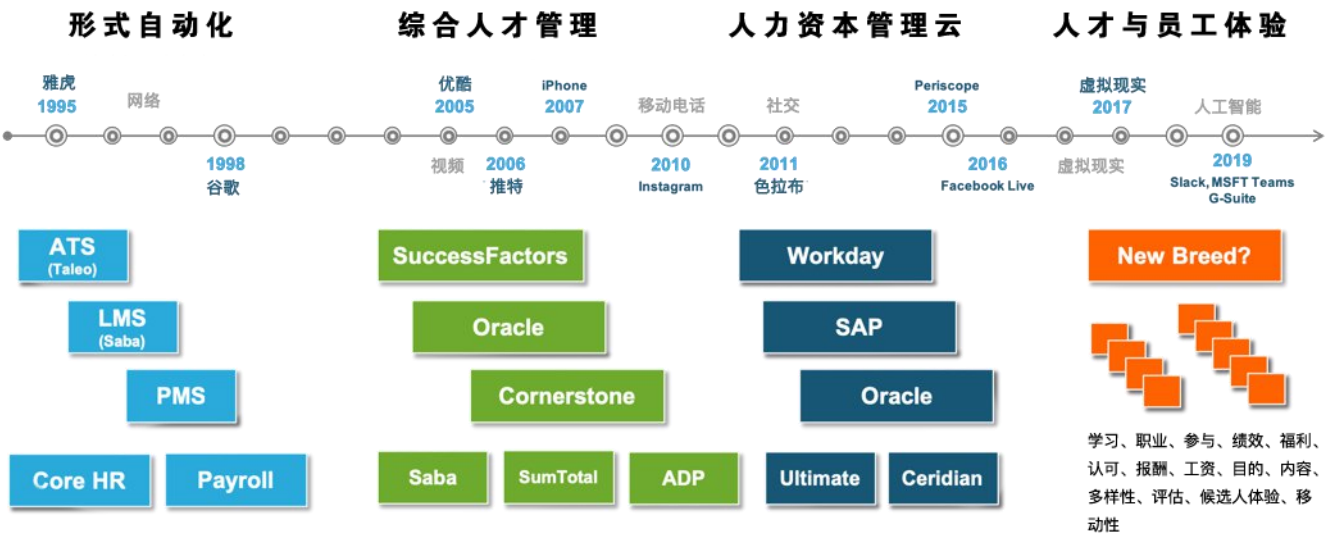 形式自动化
综合人才管理
人力资本管理云
人才与员工体验
雅虎
1995
网络
优酷
2005
iPhone
2007
移动电话
社交
Periscope
2015
虚拟现实
2017
人工智能
1998
谷歌
视频
2006
推特
2010
Instagram
2011
色拉布
2016
Facebook Live
虚拟现实
2019
Slack, MSFT Teams
G-Suite
ATS
(Taleo)
LMS
(Saba)
PMS
Core HR
Payroll
SuccessFactors
Oracle
Cornerstone
Saba
SumTotal
ADP
Workday
SAP
Oracle
Ultimate
Ceridian
New Breed?
学习、职业、参与、绩效、福利、
认可、报酬、工资、目的、内容、
多样性、评估、候选人体验、移
动性